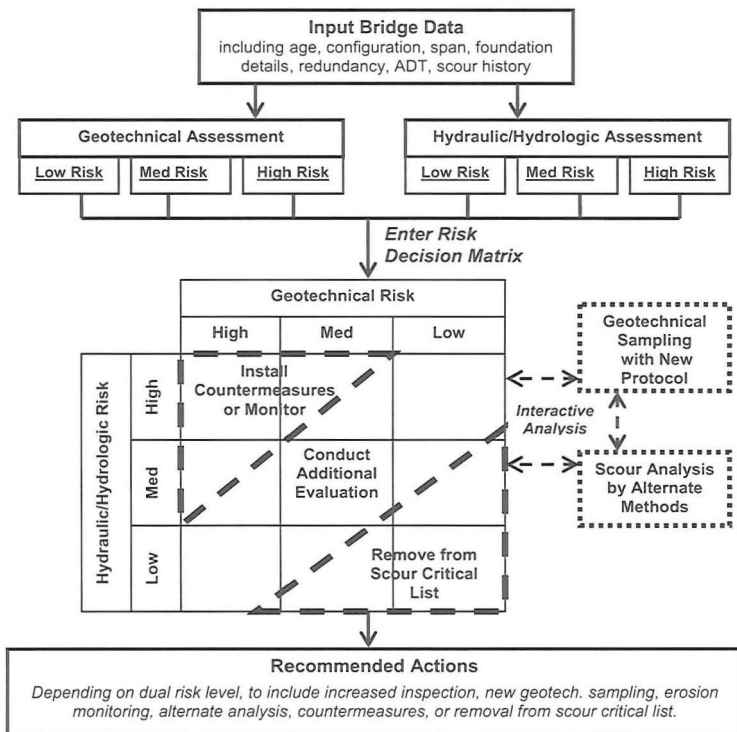 Input Bridge Data
including age, configuration, span, foundation
details, redundancy, ADT, scour history
Geotechnical Assessment
Low Risk
Med Risk
High Risk
Hydraulic/Hydrologic Assessment
Low Risk
Med Risk
High Risk
Enter Risk
Decision Matrix
Geotechnical Risk
High
Med
Low
Hydraulic/Hydrologic Risk
High
Med
Low
Install
Countermeasures
or Monitor
Conduct
Additional
Evaluation
Remove from
Scour Critical
List
Geotechnical
Sampling
with New
Protocol
Interactive
Analysis
Scour Analysis
by Alternate
Methods
Recommended Actions
Depending on dual risk level, to include increased inspection, new geotech. sampling, erosion
monitoring, alternate analysis, countermeasures, or removal from scour critical list.